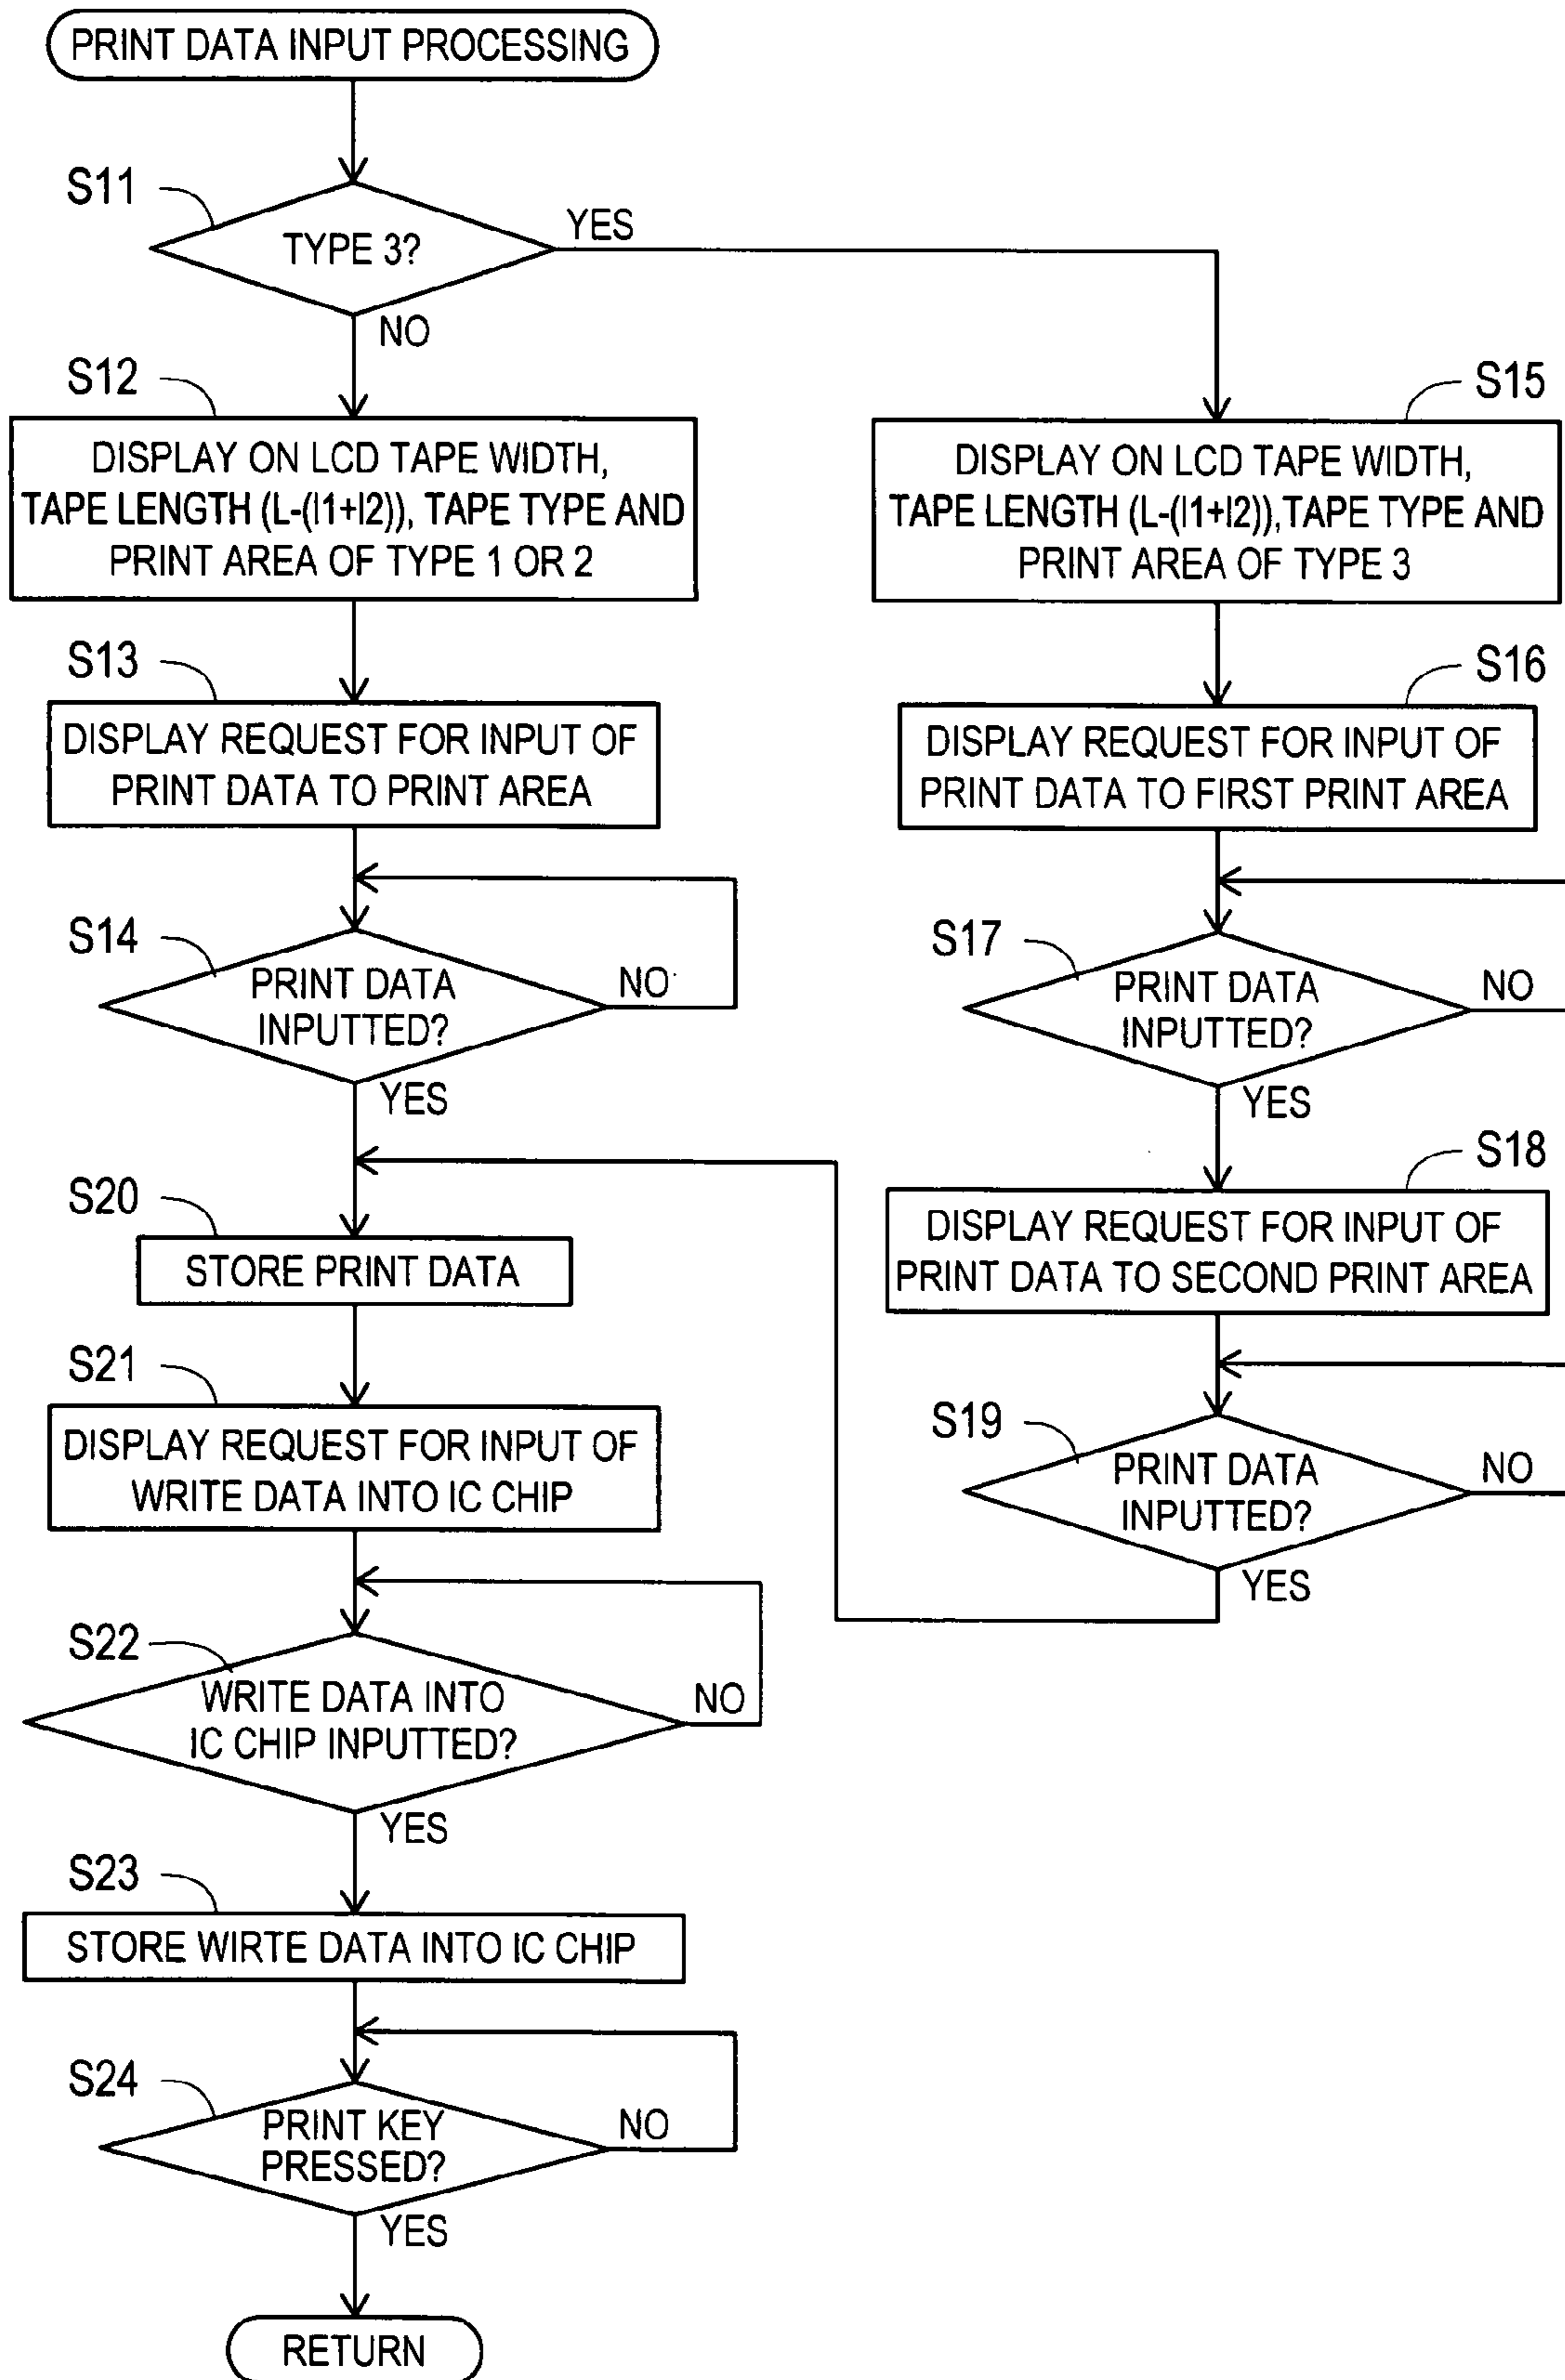 PRINT DATA INPUT PROCESSING
S11
TYPE 3?
YES
NO
S12
DISPLAY ON LCD TAPE WIDTH,
TAPE LENGTH (L-(l1+l2)), TAPE TYPE AND
PRINT AREA OF TYPE 1 OR 2
S13
DISPLAY REQUEST FOR INPUT OF
PRINT DATA TO PRINT AREA
S14
PRINT DATA
INPUTTED?
NO
YES
S15
DISPLAY ON LCD TAPE WIDTH,
TAPE LENGTH (L-(l1+l2)),TAPE TYPE AND
PRINT AREA OF TYPE 3
S16
DISPLAY REQUEST FOR INPUT OF
PRINT DATA TO FIRST PRINT AREA
S17
PRINT DATA
INPUTTED?
NO
YES
S18
DISPLAY REQUEST FOR INPUT OF
PRINT DATA TO SECOND PRINT AREA
S19
PRINT DATA
INPUTTED?
NO
YES
S20
STORE PRINT DATA
S21
DISPLAY REQUEST FOR INPUT OF
WRITE DATA INTO IC CHIP
S22
WRITE DATA INTO
IC CHIP INPUTTED?
NO
YES
S23
STORE WIRTE DATA INTO IC CHIP
S24
PRINT KEY
PRESSED?
NO
YES
RETURN